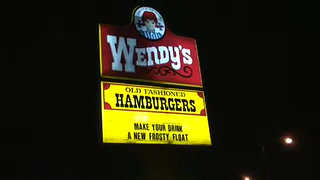 WENDY'S
OLD FASHIONED
HAMBURGERS
MAKE YOUR DRINK
A NEW FROSTY FLOAT